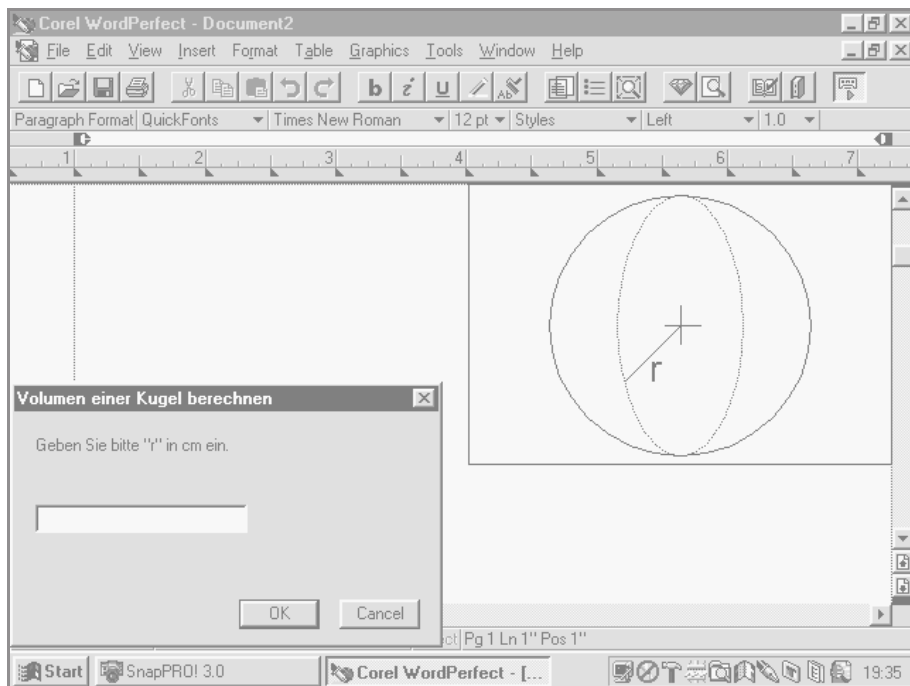 Corel WordPerfect - Document2
File Edit View Insert Format Table Graphics Tools Window Help
b i U
Paragraph Format QuickFonts Times New Roman 12 pt Styles Left 1.0
1 2 3 4 5 6 7
r
Volumen einer Kugel berechnen
Geben Sie bitte "r" in cm ein.
OK Cancel
Pg 1 Ln 1" Pos 1"
Start SnapPRO! 3.0 Corel WordPerfect - [... 19:35